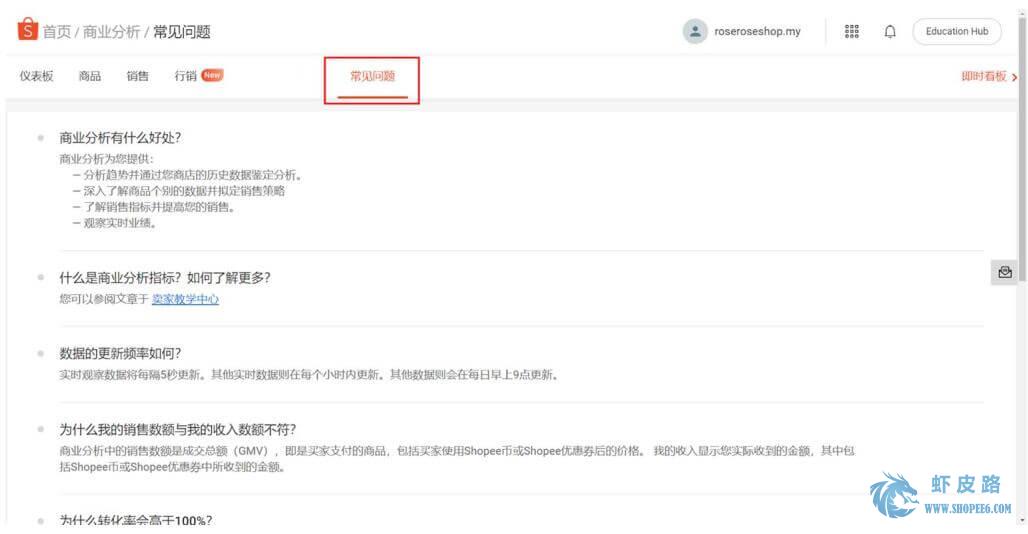 首页 / 商业分析 / 常见问题
roseroseshop.my
Education Hub
仪表板 商品 销售 行销 New 常见问题 即时看板
商业分析有什么好处?
商业分析为您提供:
– 分析趋势并通过您商店的历史数据鉴定分析。
– 深入了解商品个别的数据并拟定销售策略
– 了解销售指标并提高您的销售。
– 观察实时业绩。
什么是商业分析指标? 如何了解更多?
您可以参阅文章于 卖家教学中心
数据的更新频率如何?
实时观察数据将每隔5秒更新。其他实时数据则在每个小时内更新。其他数据则会在每日早上9点更新。
为什么我的销售数额与我的收入数额不符?
商业分析中的销售数额是成交总额（GMV），即是买家支付的商品，包括买家使用Shopee币或Shopee优惠券后的价格。 我的收入显示您实际收到的金额，其中包
括Shopee币或Shopee优惠券中所收到的金额。
为什么转化率会高于100%?
虾皮路
WWW.SHOPEE6.COM